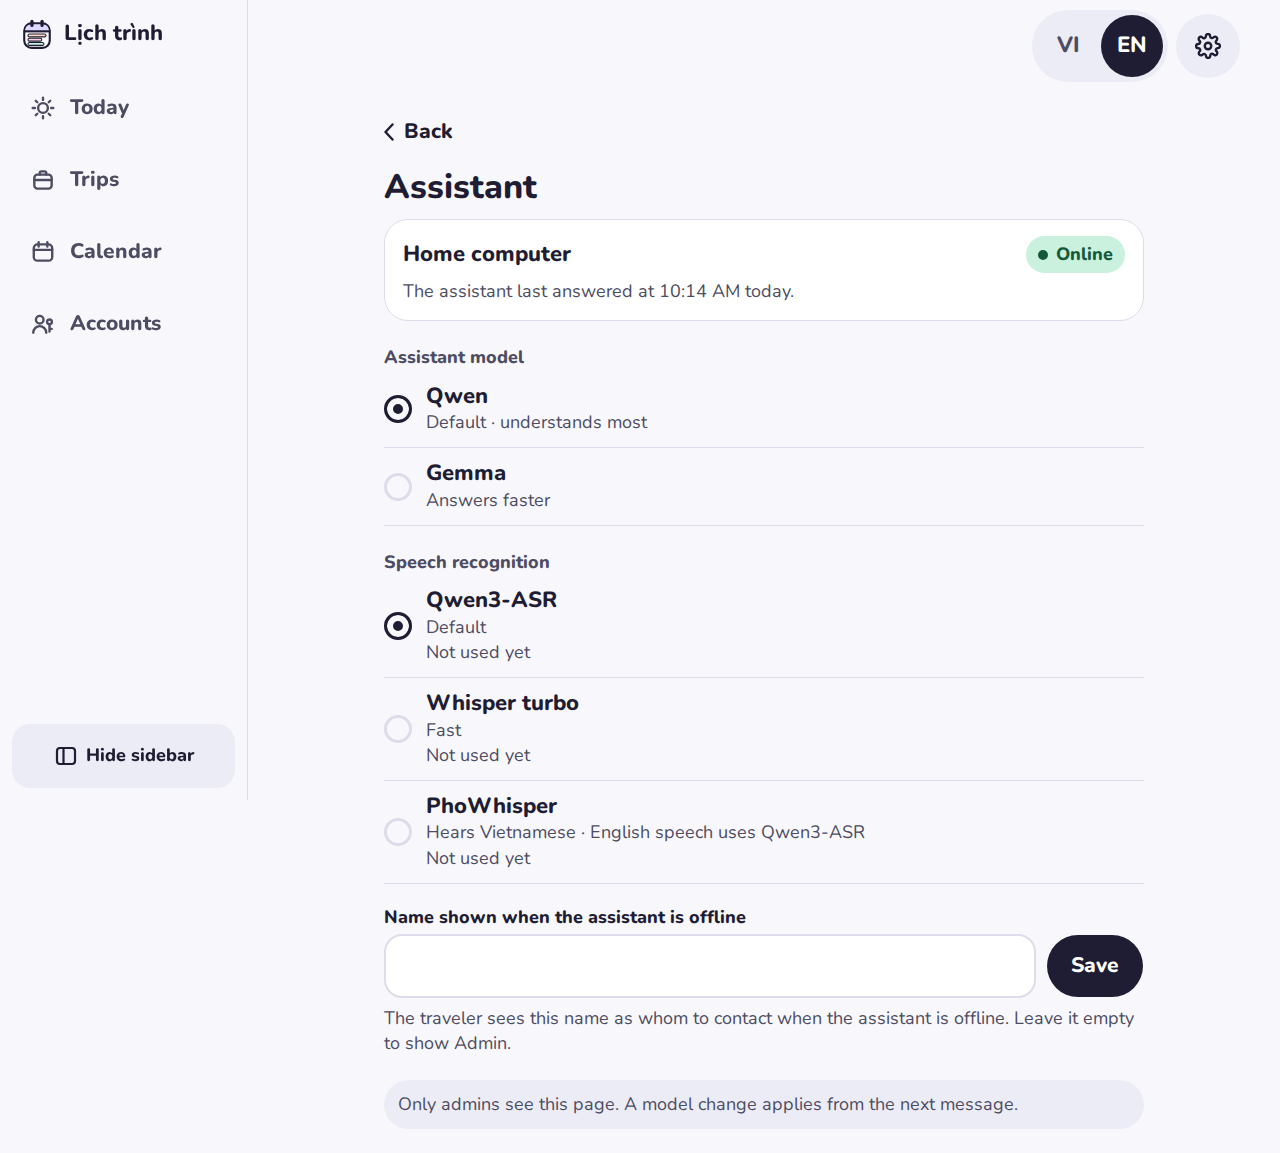 Lịch trình
VI
EN
Today
Trips
Calendar
Accounts
Hide sidebar
Back
Assistant
Home computer
Online
The assistant last answered at 10:14 AM today.
Assistant model
Qwen
Default · understands most
Gemma
Answers faster
Speech recognition
Qwen3-ASR
Default
Not used yet
Whisper turbo
Fast
Not used yet
PhoWhisper
Hears Vietnamese · English speech uses Qwen3-ASR
Not used yet
Name shown when the assistant is offline
Save
The traveler sees this name as whom to contact when the assistant is offline. Leave it empty
to show Admin.
Only admins see this page. A model change applies from the next message.